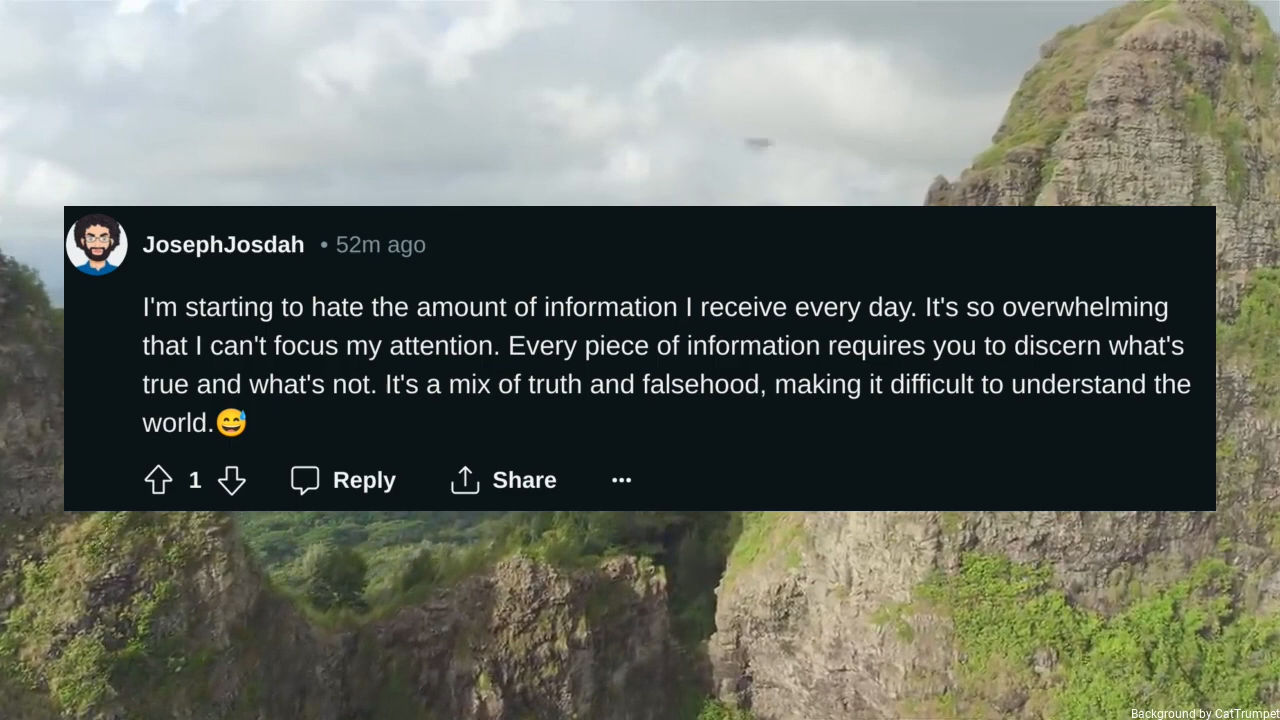 JosephJosdah • 52m ago
I'm starting to hate the amount of information I receive every day. It's so overwhelming
that I can't focus my attention. Every piece of information requires you to discern what's
true and what's not. It's a mix of truth and falsehood, making it difficult to understand the
world.😅
1 Reply Share ···
Background by CatTrumpet